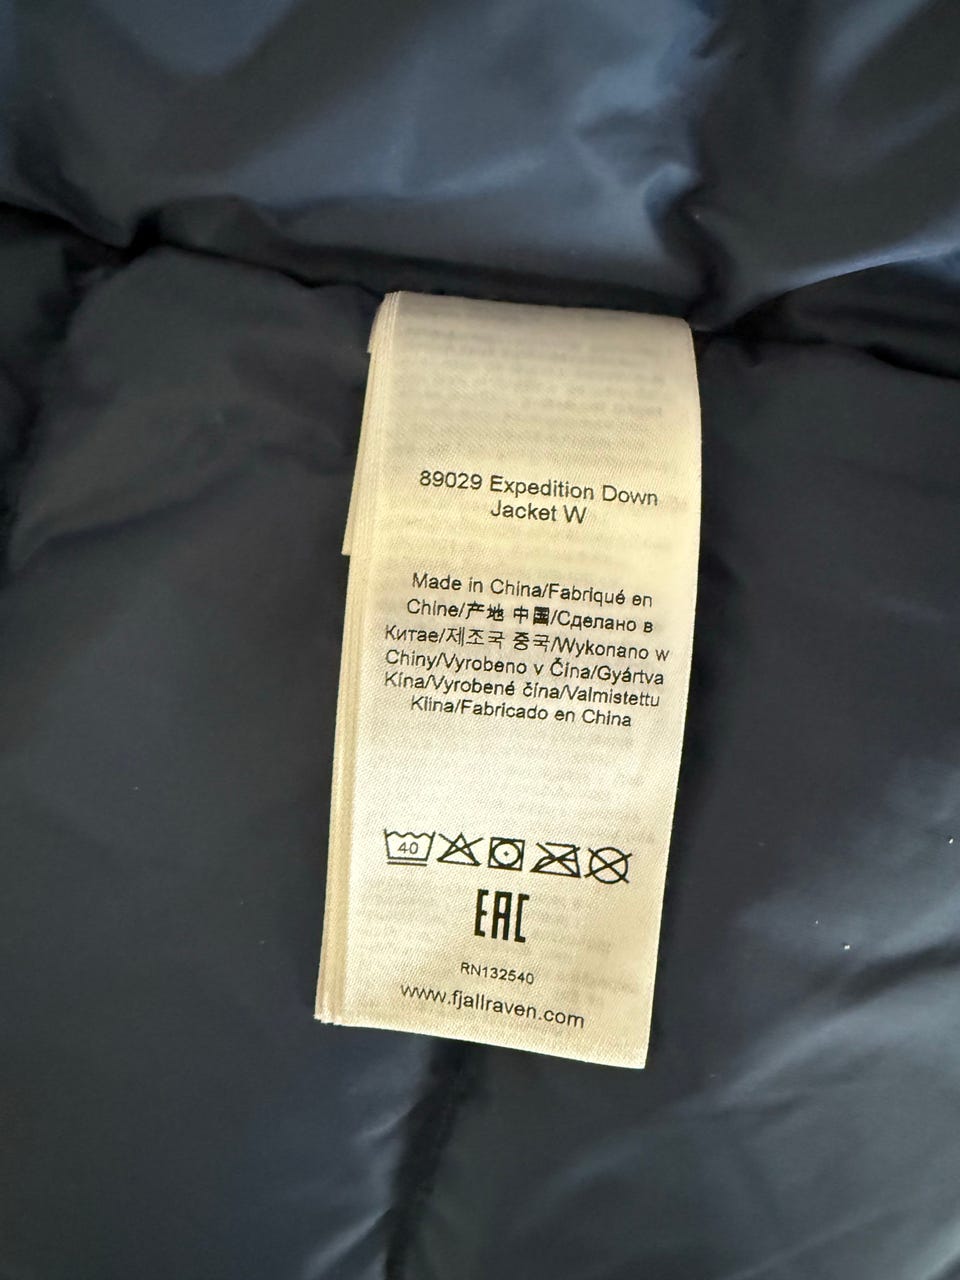 89029 Expedition Down
Jacket W
Made in China/Fabriqué en
Chine/产地 中国/Сделано в
Китае/제조국 중국/Wykonano w
Chiny/Vyrobeno v Čína/Gyártva
Kína/Vyrobené čína/Valmistettu
Kiina/Fabricado en China
40
EAC
RN132540
www.fjallraven.com